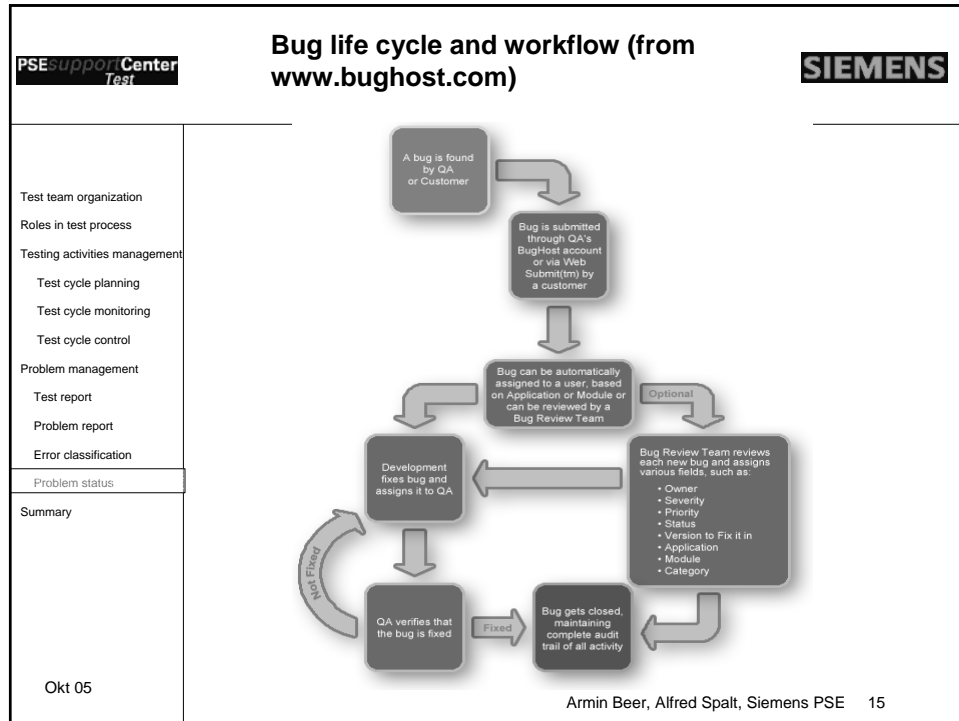 PSEsupportCenter
Test
Bug life cycle and workflow (from
www.bughost.com)
SIEMENS
Test team organization
Roles in test process
Testing activities management
Test cycle planning
Test cycle monitoring
Test cycle control
Problem management
Test report
Problem report
Error classification
Problem status
Summary
A bug is found
by QA
or Customer
Bug is submitted
through QA's
BugHost account
or via Web
Submit(tm) by
a customer
Bug can be automatically
assigned to a user, based
on Application or Module or
can be reviewed by a
Bug Review Team
Optional
Development
fixes bug and
assigns it to QA
Bug Review Team reviews
each new bug and assigns
various fields, such as:
• Owner
• Severity
• Priority
• Status
• Version to Fix it in
• Application
• Module
• Category
Not Fixed
QA verifies that
the bug is fixed
Fixed
Bug gets closed,
maintaining
complete audit
trail of all activity
Okt 05
Armin Beer, Alfred Spalt, Siemens PSE 15